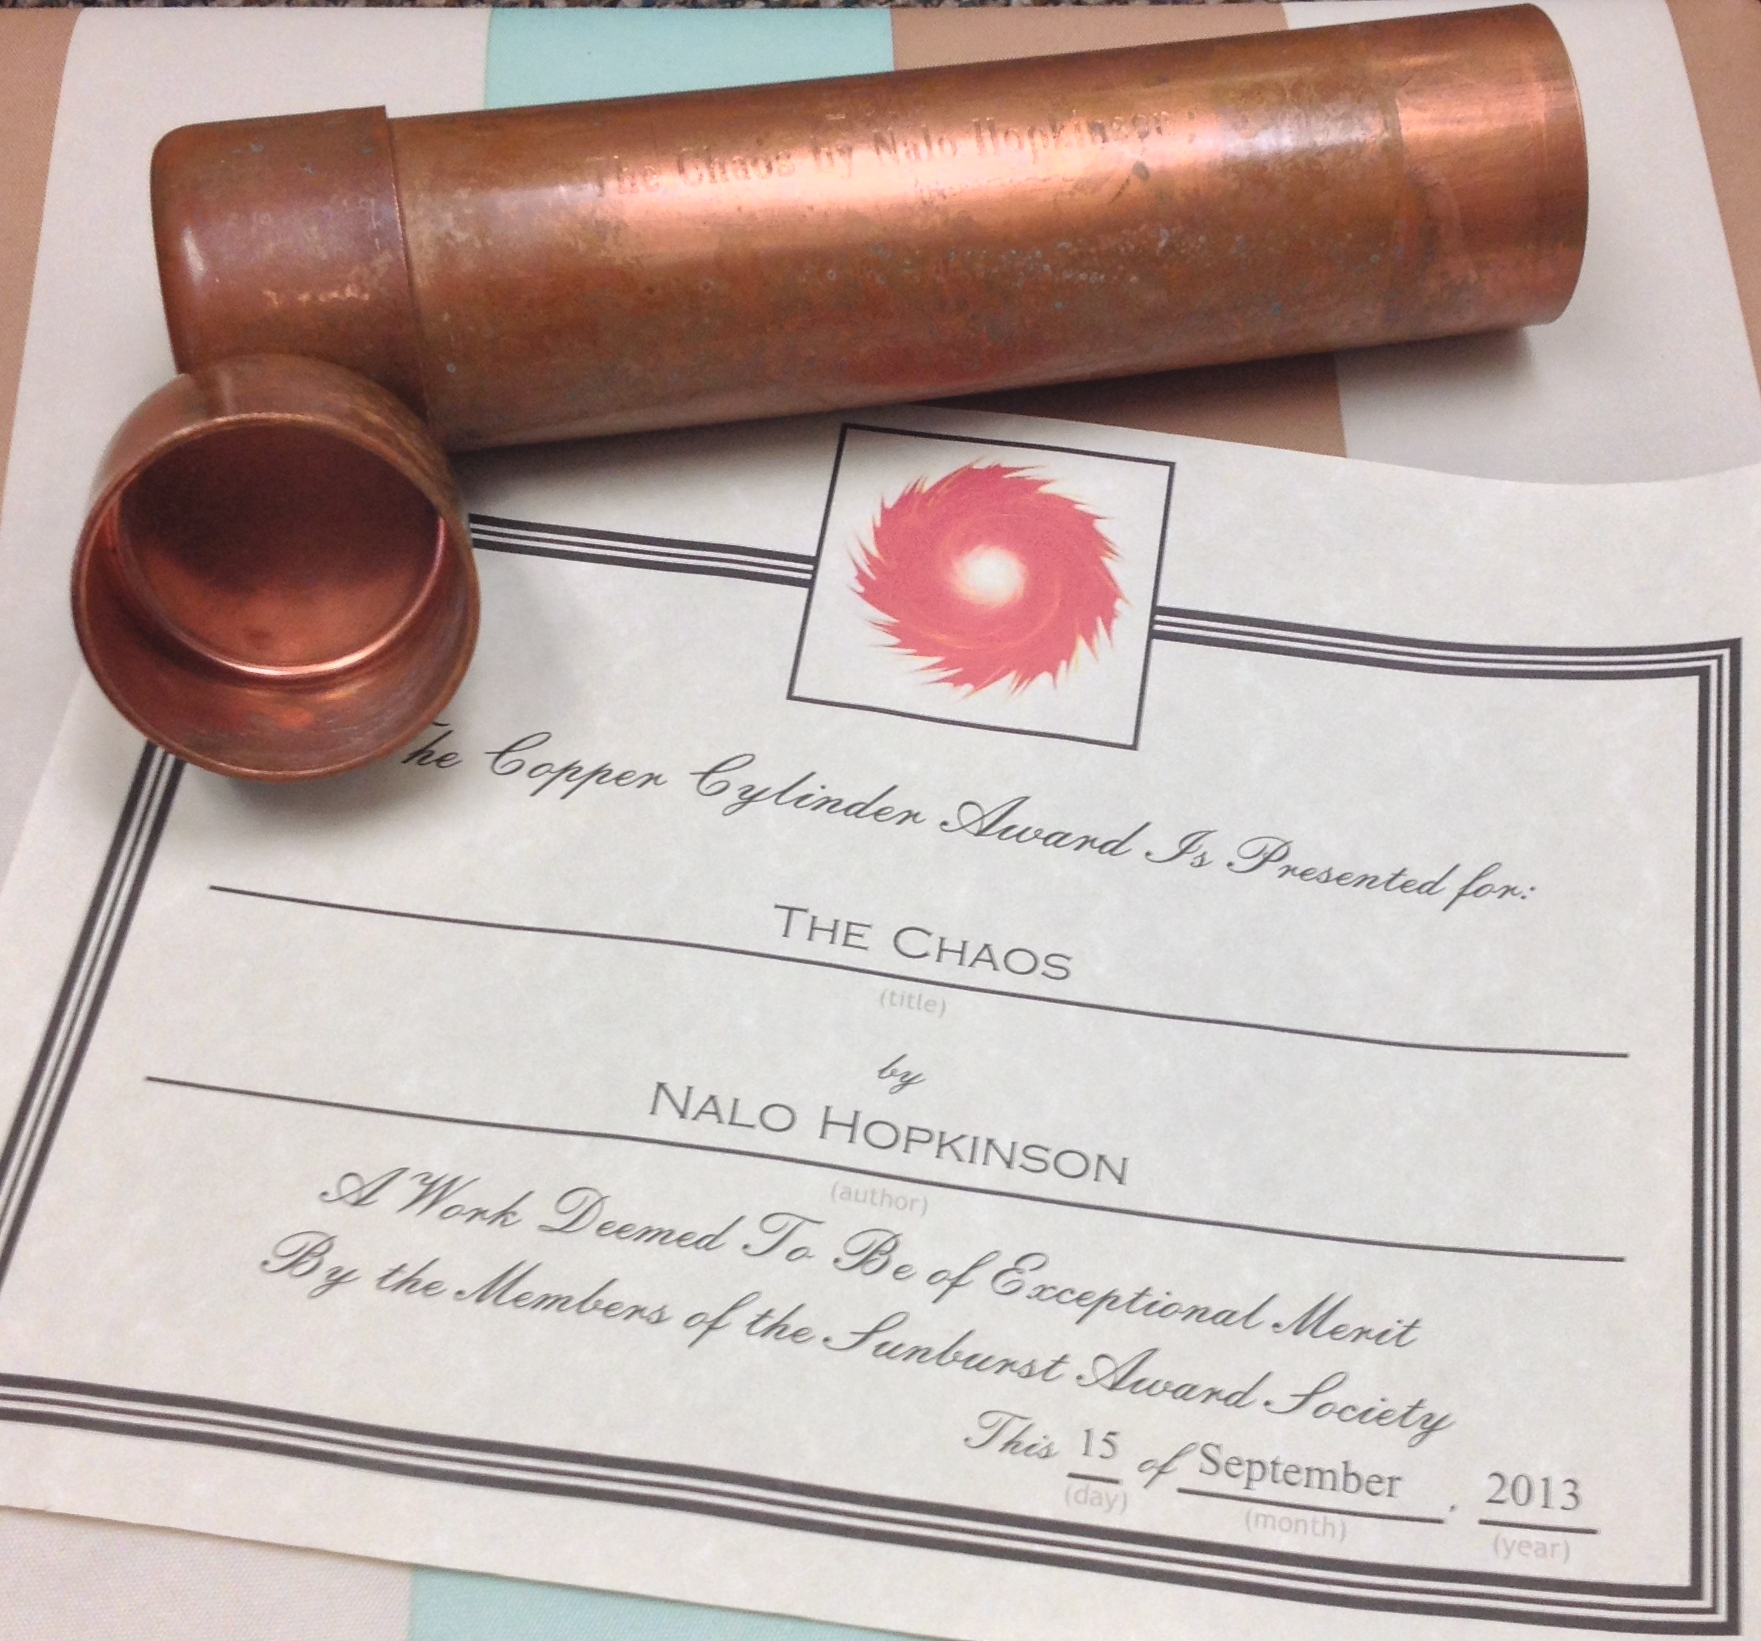 The Chaos by Nalo Hopkinson
The Copper Cylinder Award Is Presented for:
THE CHAOS
(title)
by
NALO HOPKINSON
(author)
A Work Deemed To Be of Exceptional Merit
By the Members of the Sunburst Award Society
This 15 of September, 2013
(day) (month) (year)